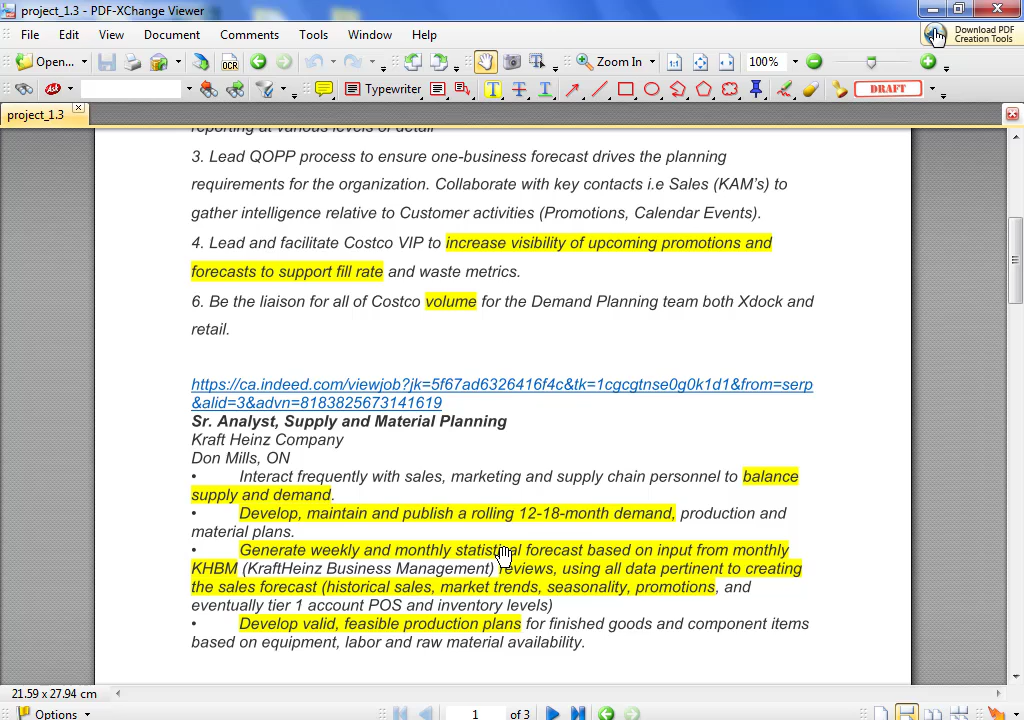 project_1.3 - PDF-XChange Viewer
File Edit View Document Comments Tools Window Help
Download PDF
Creation Tools
Open... OCR Zoom In 1:1 100%
Typewriter T T T DRAFT
project_1.3
reporting at various levels of detail
3. Lead QOPP process to ensure one-business forecast drives the planning
requirements for the organization. Collaborate with key contacts i.e Sales (KAM's) to
gather intelligence relative to Customer activities (Promotions, Calendar Events).
4. Lead and facilitate Costco VIP to increase visibility of upcoming promotions and
forecasts to support fill rate and waste metrics.
6. Be the liaison for all of Costco volume for the Demand Planning team both Xdock and
retail.
https://ca.indeed.com/viewjob?jk=5f67ad6326416f4c&tk=1cgcgtnse0g0k1d1&from=serp
&alid=3&advn=8183825673141619
Sr. Analyst, Supply and Material Planning
Kraft Heinz Company
Don Mills, ON
• Interact frequently with sales, marketing and supply chain personnel to balance
supply and demand.
• Develop, maintain and publish a rolling 12-18-month demand, production and
material plans.
• Generate weekly and monthly statistical forecast based on input from monthly
KHBM (KraftHeinz Business Management) reviews, using all data pertinent to creating
the sales forecast (historical sales, market trends, seasonality, promotions, and
eventually tier 1 account POS and inventory levels)
• Develop valid, feasible production plans for finished goods and component items
based on equipment, labor and raw material availability.
21.59 x 27.94 cm
Options 1 of 3